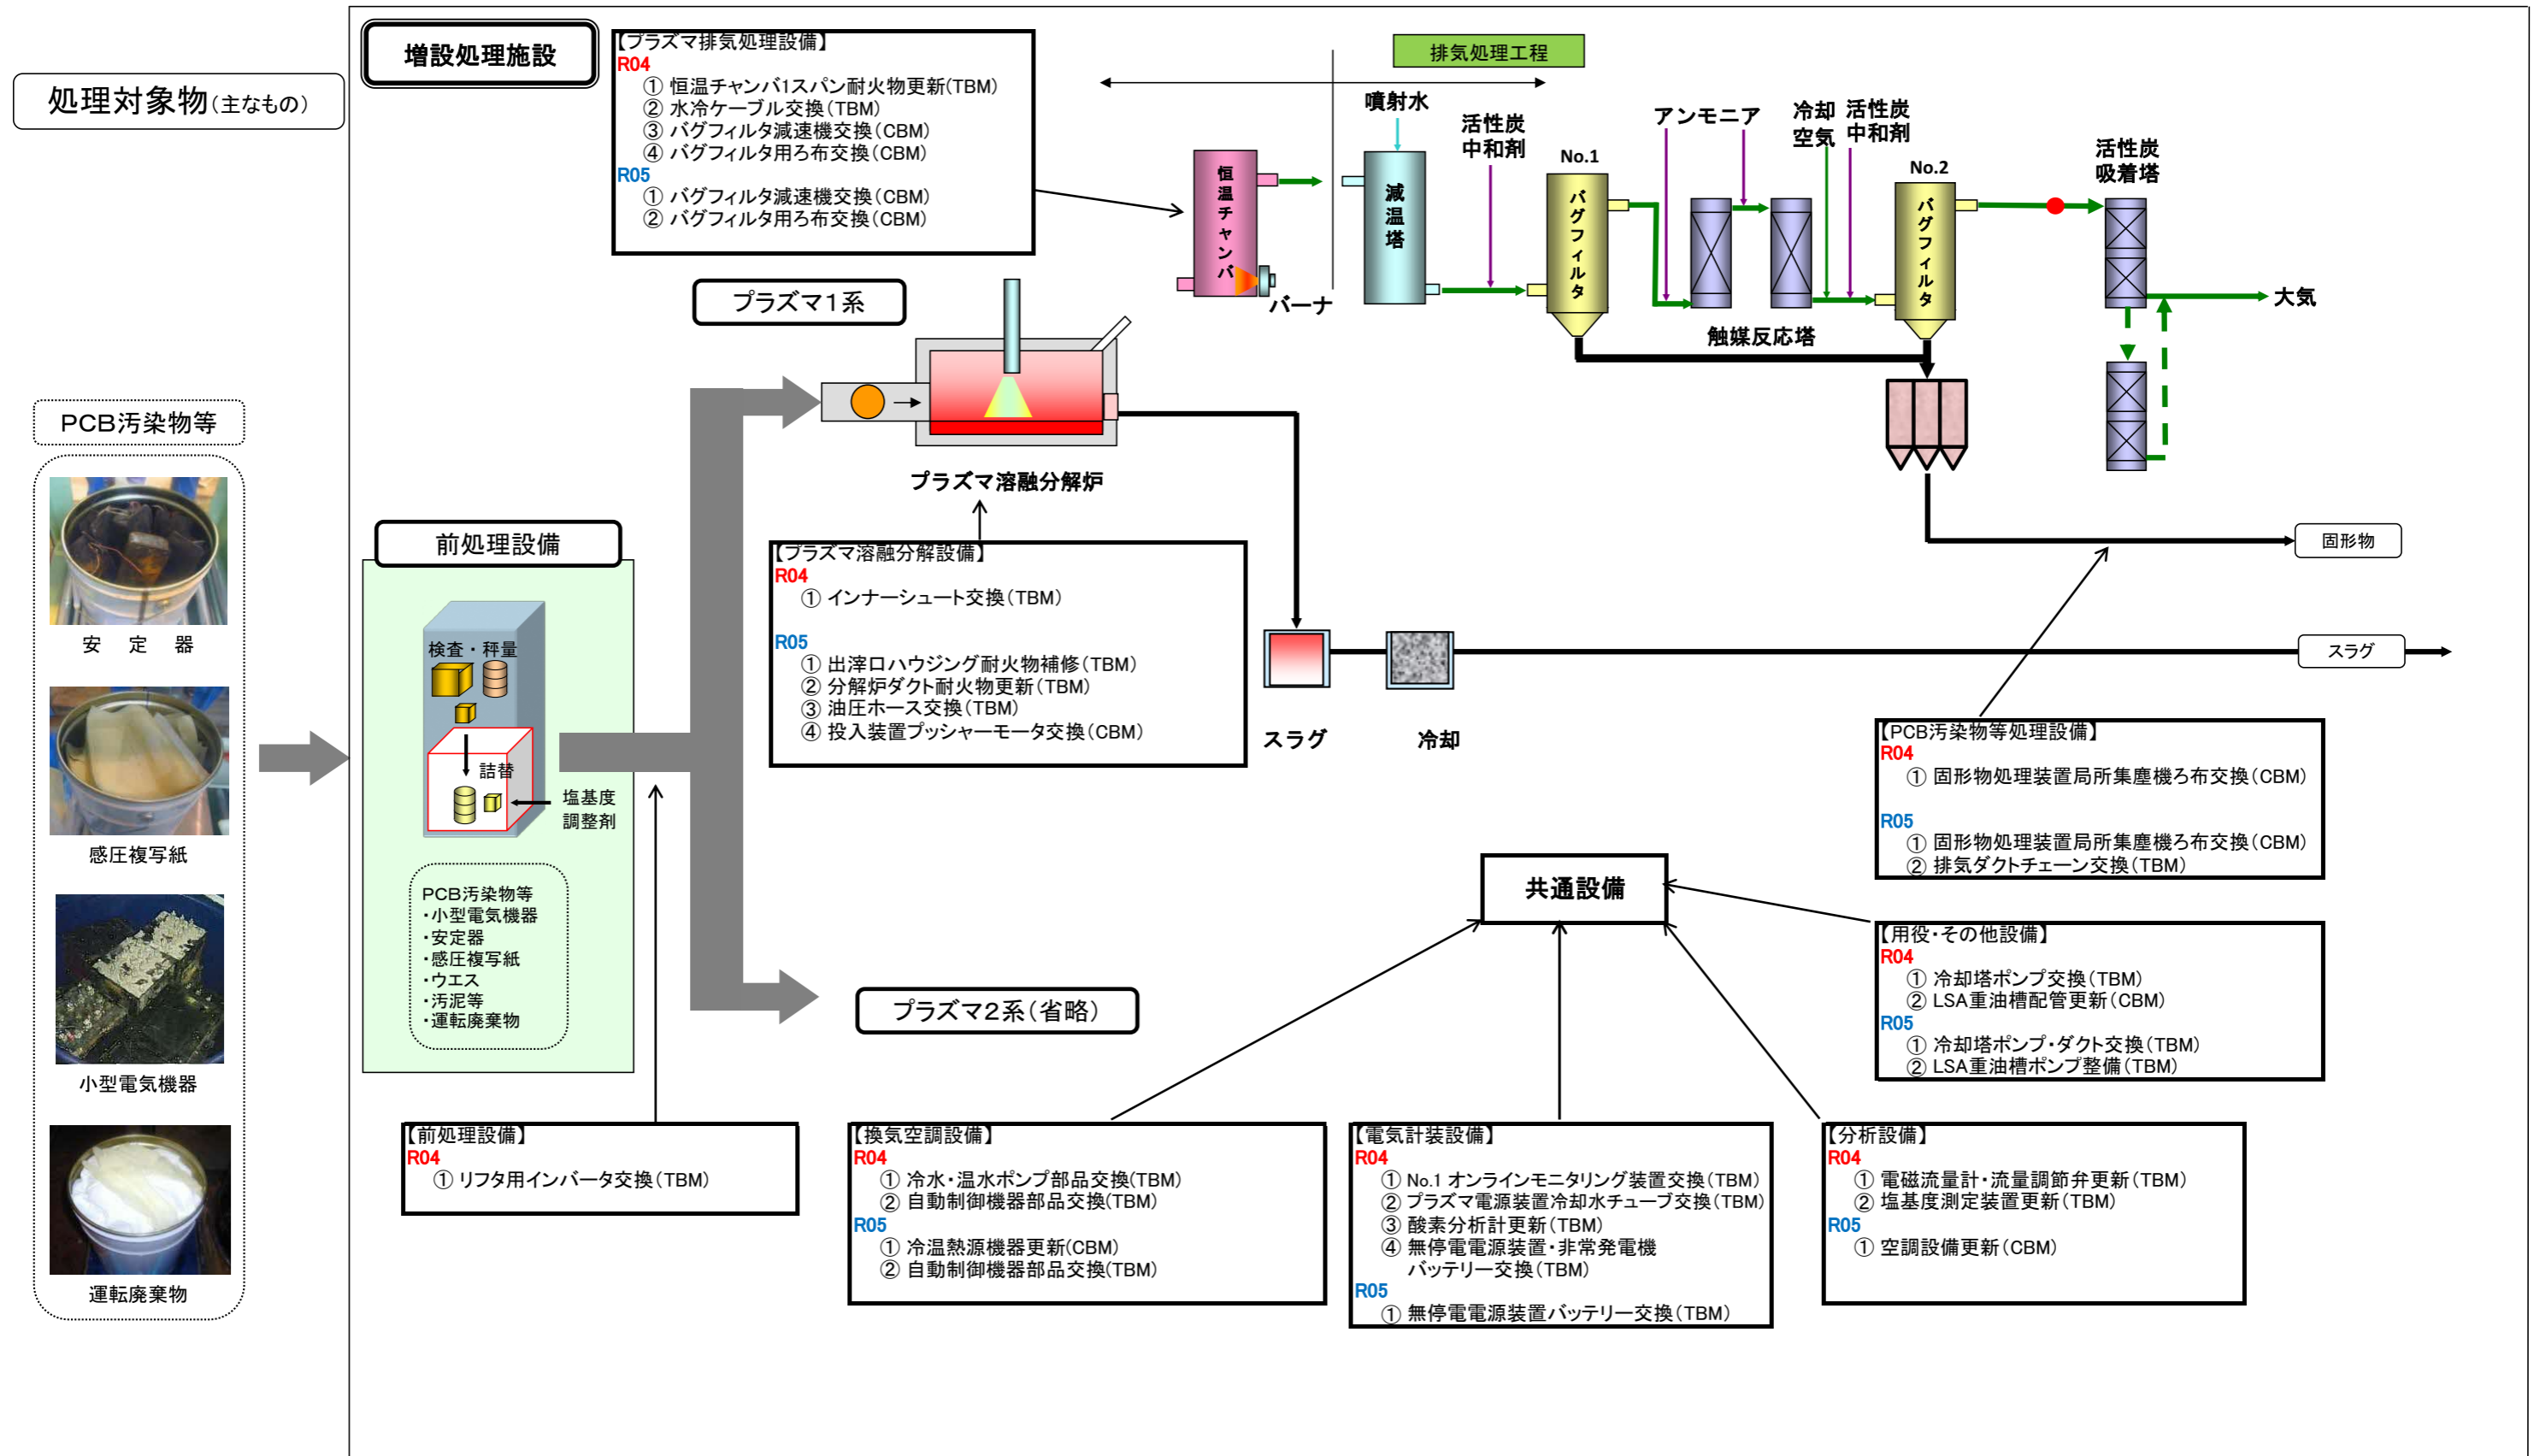 増設処理施設
処理対象物(主なもの)
PCB汚染物等
安　定　器
感圧複写紙
小型電気機器
運転廃棄物
【プラズマ排気処理設備】
R04
① 恒温チャンバ1スパン耐火物更新(TBM)
② 水冷ケーブル交換(TBM)
③ バグフィルタ減速機交換(CBM)
④ バグフィルタ用ろ布交換(CBM)
R05
① バグフィルタ減速機交換(CBM)
② バグフィルタ用ろ布交換(CBM)
排気処理工程
恒温チャンバ
バーナ
噴射水
減温塔
活性炭
中和剤
No.1
バグフィルタ
アンモニア
触媒反応塔
冷却
空気
活性炭
中和剤
No.2
バグフィルタ
活性炭
吸着塔
大気
プラズマ1系
プラズマ溶融分解炉
【プラズマ溶融分解設備】
R04
① インナーシュート交換(TBM)
R05
① 出滓口ハウジング耐火物補修(TBM)
② 分解炉ダクト耐火物更新(TBM)
③ 油圧ホース交換(TBM)
④ 投入装置プッシャーモータ交換(CBM)
固形物
スラグ
スラグ
冷却
前処理設備
検査・秤量
詰替
塩基度
調整剤
PCB汚染物等
・小型電気機器
・安定器
・感圧複写紙
・ウエス
・汚泥等
・運転廃棄物
プラズマ2系(省略)
【PCB汚染物等処理設備】
R04
① 固形物処理装置局所集塵機ろ布交換(CBM)
R05
① 固形物処理装置局所集塵機ろ布交換(CBM)
② 排気ダクトチェーン交換(TBM)
共通設備
【用役・その他設備】
R04
① 冷却塔ポンプ交換(TBM)
② LSA重油槽配管更新(CBM)
R05
① 冷却塔ポンプ・ダクト交換(TBM)
② LSA重油槽ポンプ整備(TBM)
【前処理設備】
R04
① リフタ用インバータ交換(TBM)
【換気空調設備】
R04
① 冷水・温水ポンプ部品交換(TBM)
② 自動制御機器部品交換(TBM)
R05
① 冷温熱源機器更新(CBM)
② 自動制御機器部品交換(TBM)
【電気計装設備】
R04
① No.1 オンラインモニタリング装置交換(TBM)
② プラズマ電源装置冷却水チューブ交換(TBM)
③ 酸素分析計更新(TBM)
④ 無停電電源装置・非常発電機
バッテリー交換(TBM)
R05
① 無停電電源装置バッテリー交換(TBM)
【分析設備】
R04
① 電磁流量計・流量調節弁更新(TBM)
② 塩基度測定装置更新(TBM)
R05
① 空調設備更新(CBM)